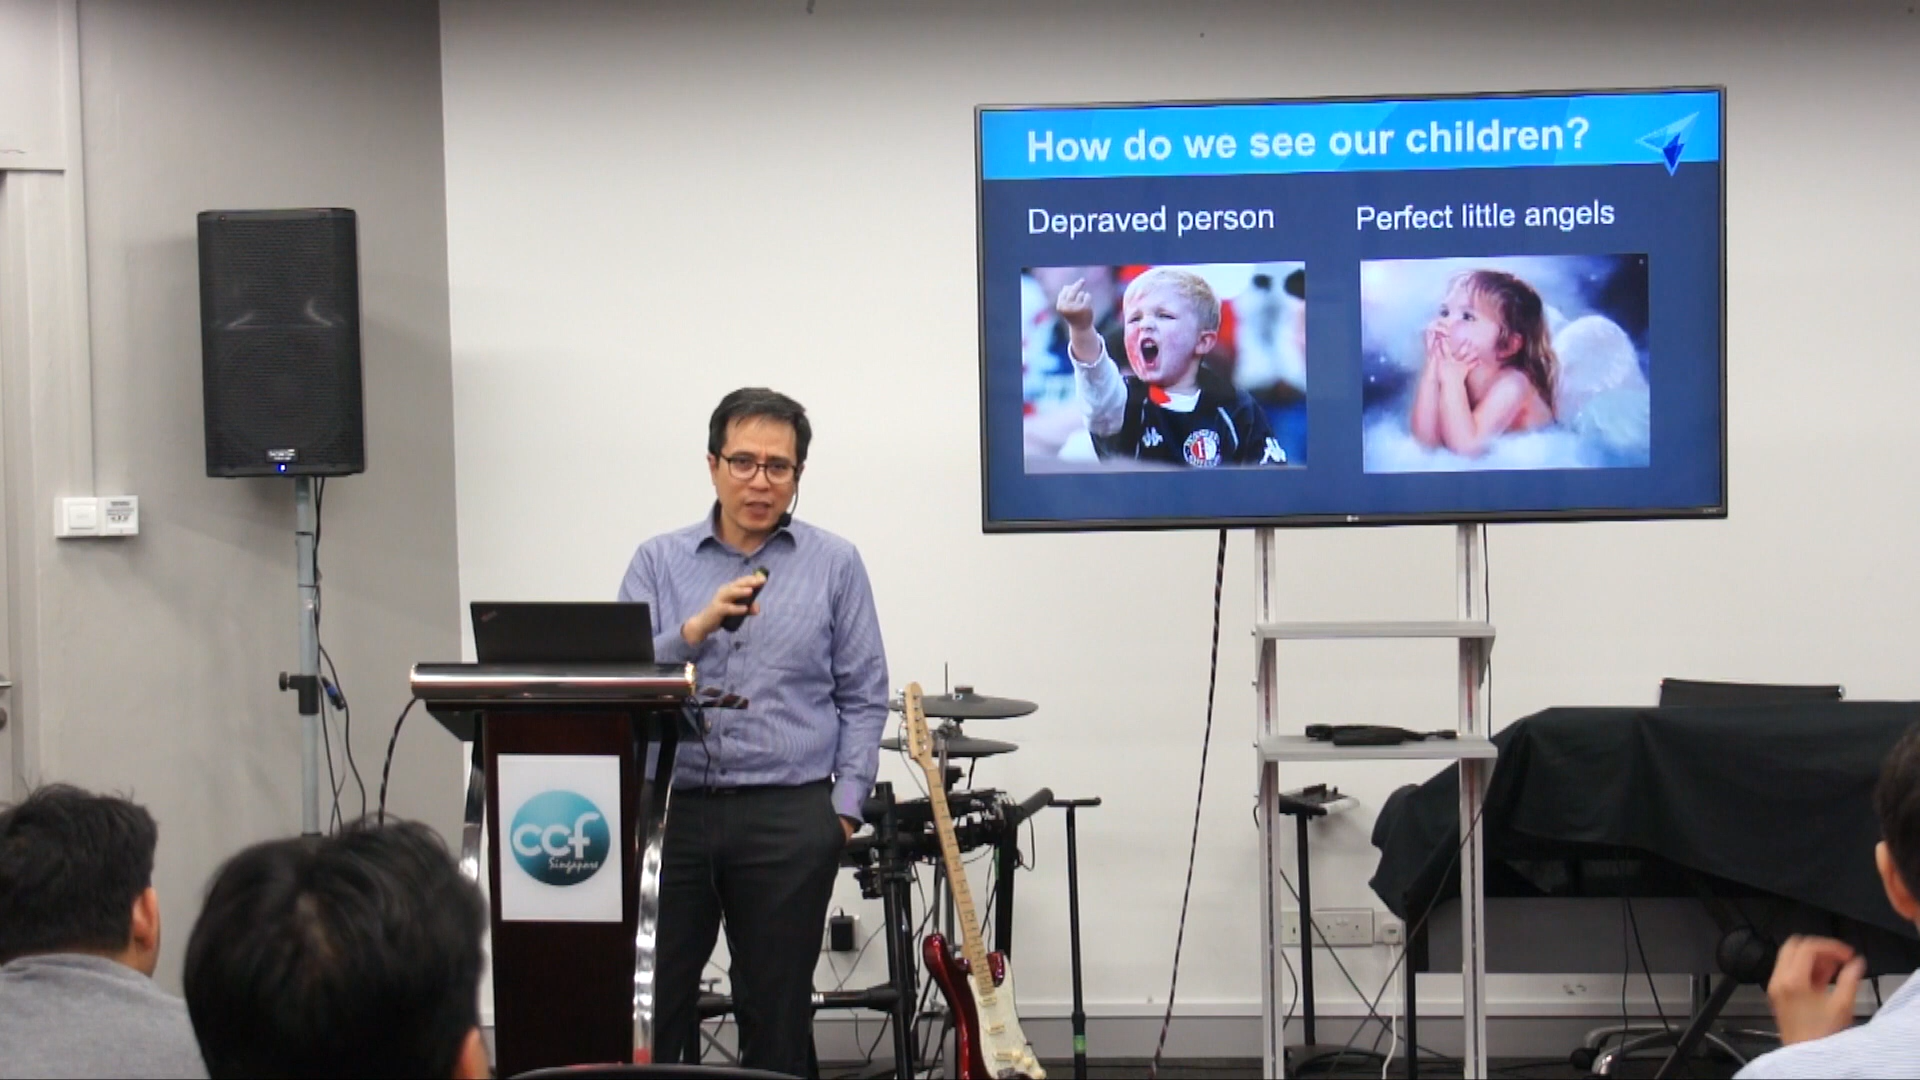 How do we see our children?
Depraved person
Perfect little angels
ccf
Singapore